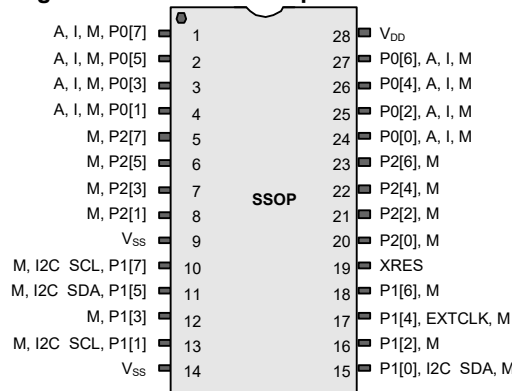 A, I, M, P0[7] 1 28 VDD
A, I, M, P0[5] 2 27 P0[6], A, I, M
A, I, M, P0[3] 3 26 P0[4], A, I, M
A, I, M, P0[1] 4 25 P0[2], A, I, M
M, P2[7] 5 24 P0[0], A, I, M
M, P2[5] 6 23 P2[6], M
M, P2[3] 7 SSOP 22 P2[4], M
M, P2[1] 8 21 P2[2], M
VSS 9 20 P2[0], M
M, I2C SCL, P1[7] 10 19 XRES
M, I2C SDA, P1[5] 11 18 P1[6], M
M, P1[3] 12 17 P1[4], EXTCLK, M
M, I2C SCL, P1[1] 13 16 P1[2], M
VSS 14 15 P1[0], I2C SDA, M